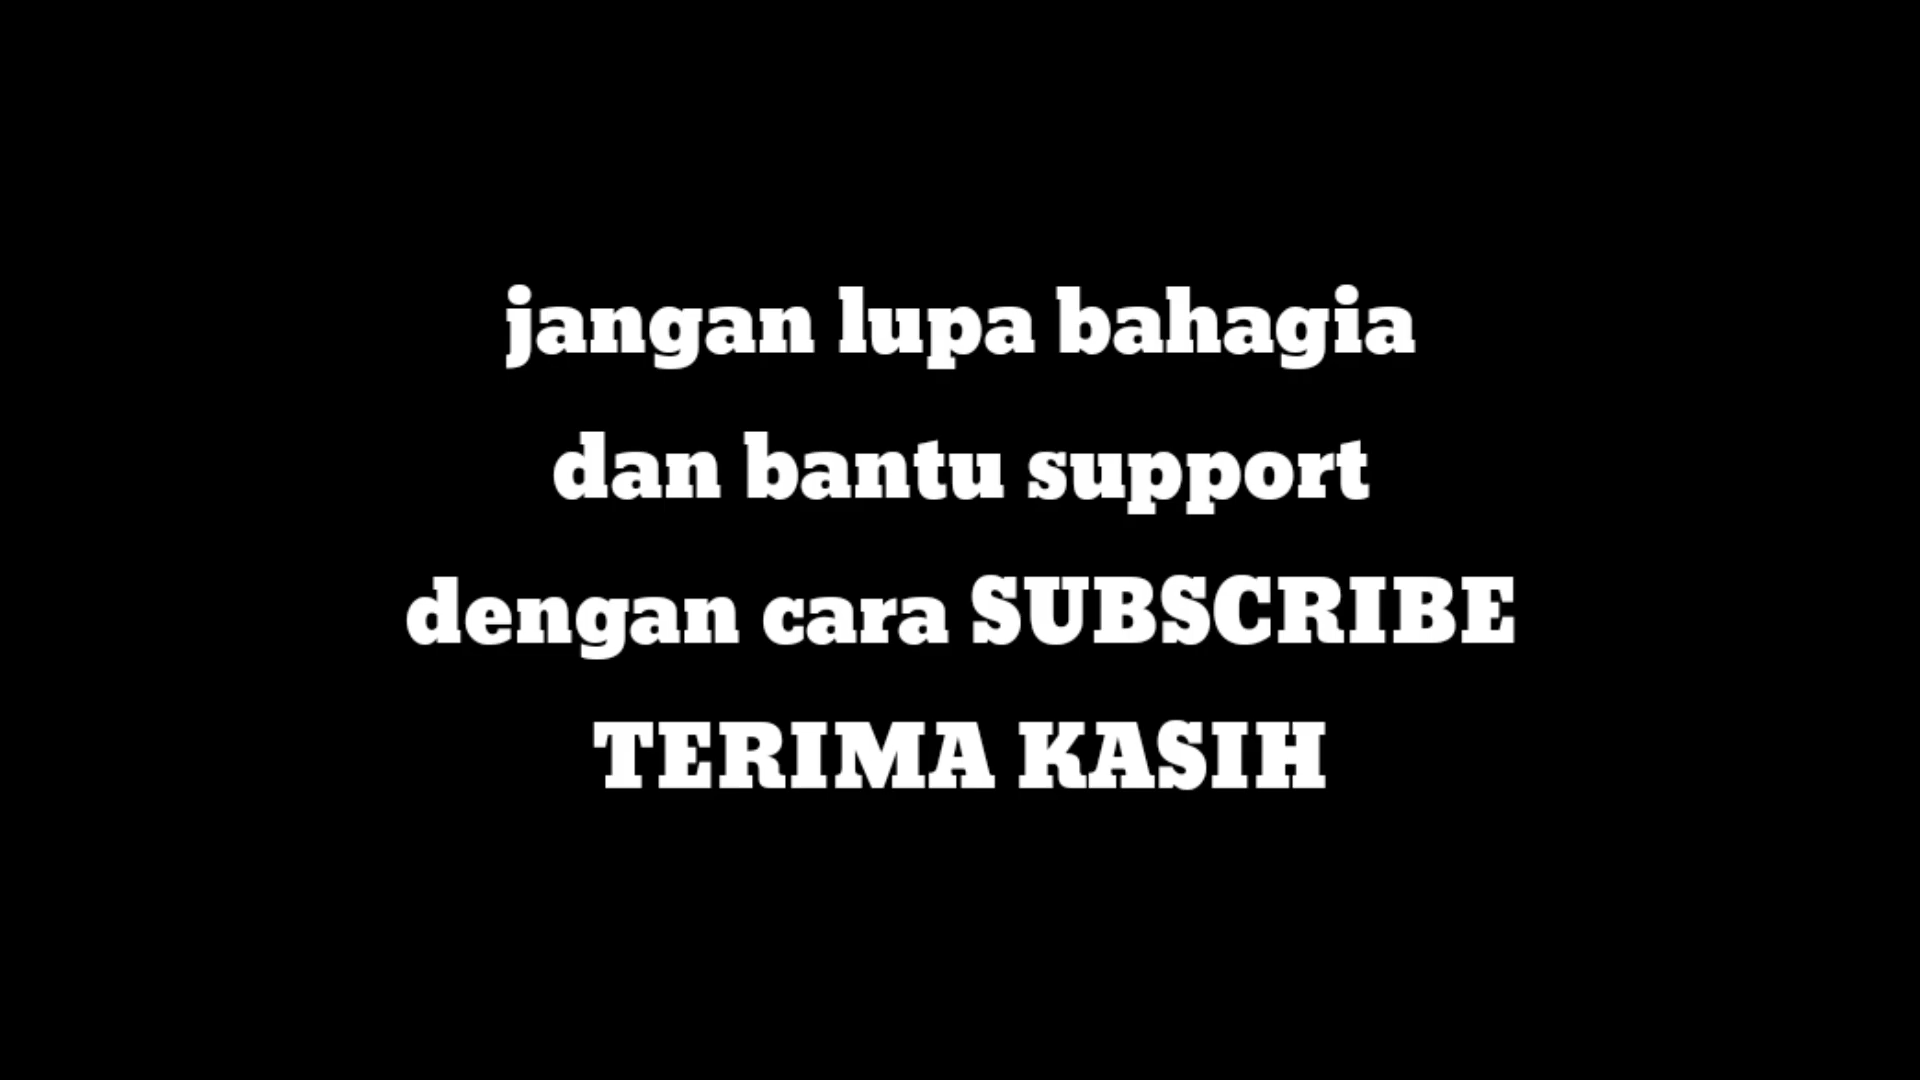 jangan lupa bahagia
dan bantu support
dengan cara SUBSCRIBE
TERIMA KASIH